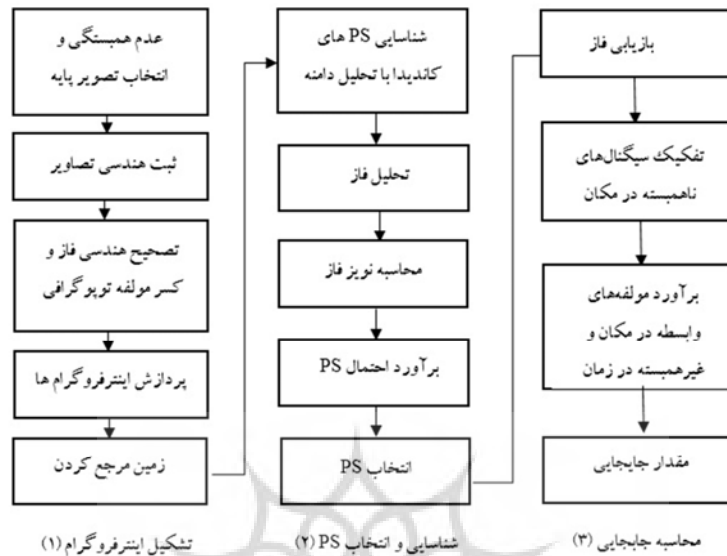 عدم همبستگی و
انتخاب تصویر پایه
ثبت هندسی تصاویر
تصحیح هندسی فاز و
کسر مولفه توپوگرافی
پردازش اینترفروگرام ها
زمین مرجع کردن
تشکیل اینترفروگرام (۱)
شناسایی PS های
کاندیدا با تحلیل دامنه
تحلیل فاز
محاسبه نویز فاز
برآورد احتمال PS
انتخاب PS
شناسایی و انتخاب PS (۲)
بازیابی فاز
تفکیک سیگنال‌های
ناهمبسته در مکان
برآورد مولفه‌های
وابسطه در مکان و
غیرهمبسته در زمان
مقدار جابجایی
محاسبه جابجایی (۳)